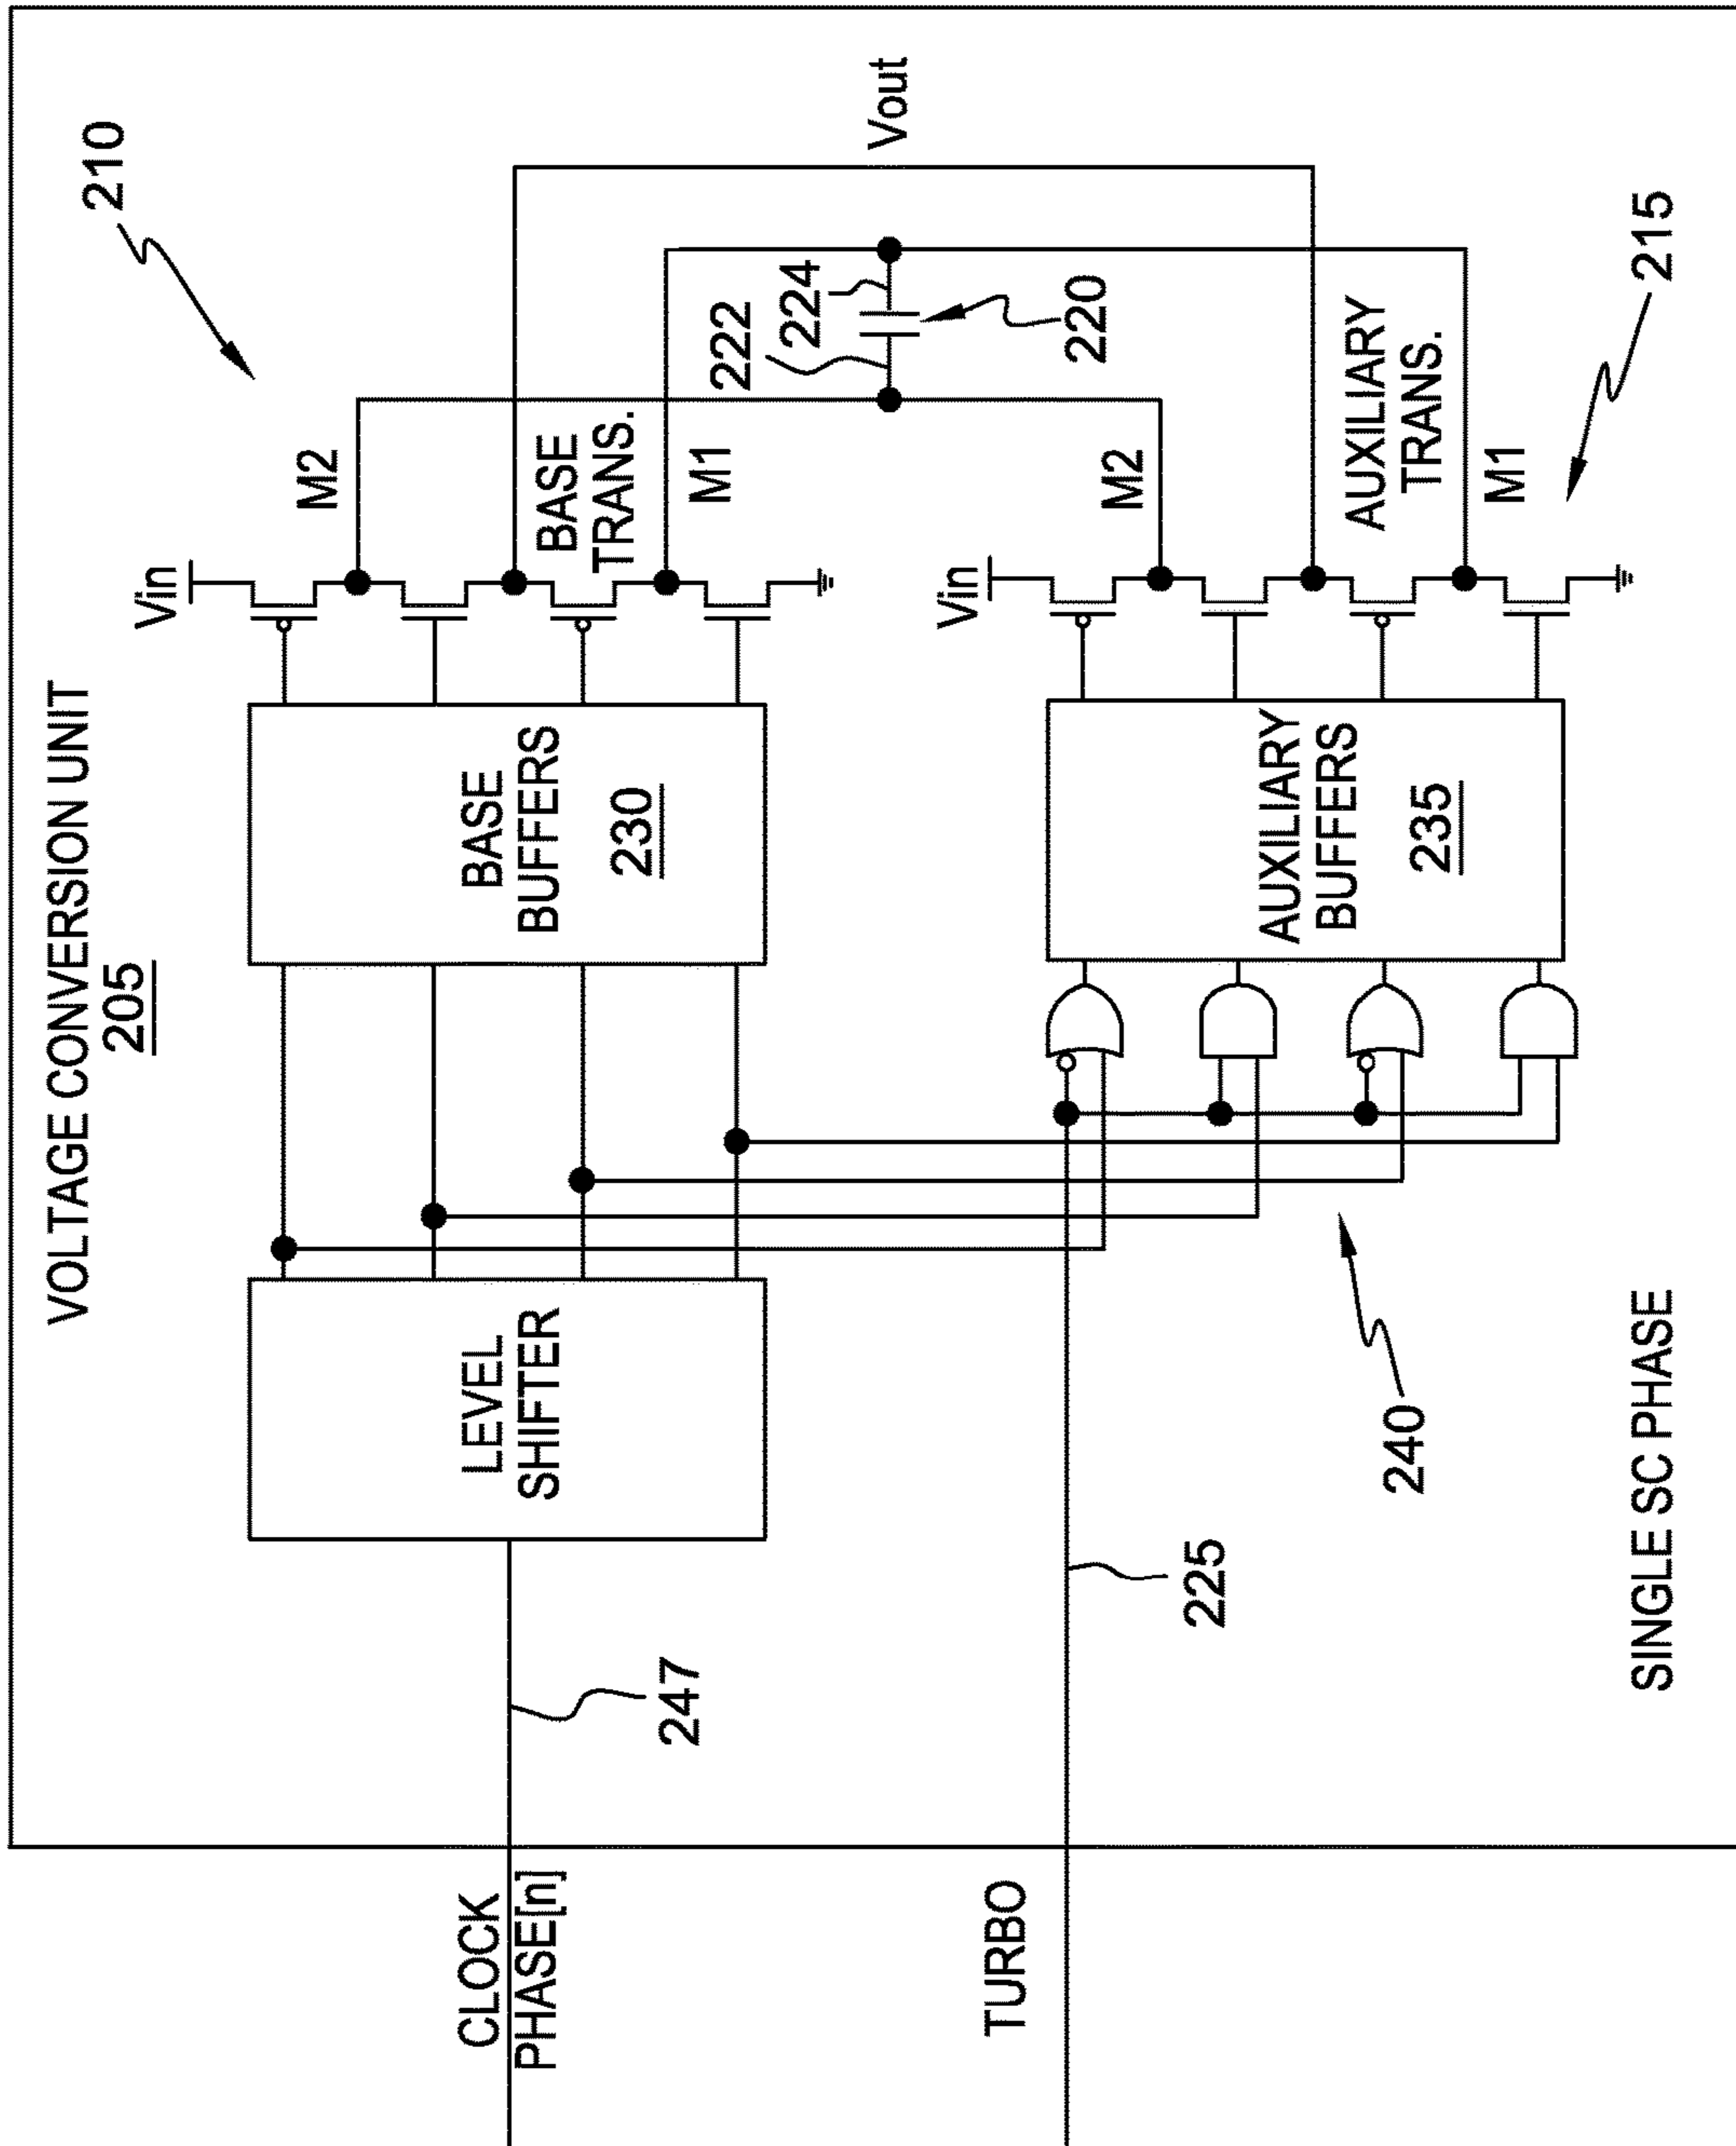 VOLTAGE CONVERSION UNIT
205
210
CLOCK
PHASE[n]
247
LEVEL
SHIFTER
BASE
BUFFERS
230
Vin
M2
BASE
TRANS.
M1
222
224
220
Vout
TURBO
225
240
AUXILIARY
BUFFERS
235
Vin
M2
AUXILIARY
TRANS.
M1
215
SINGLE SC PHASE